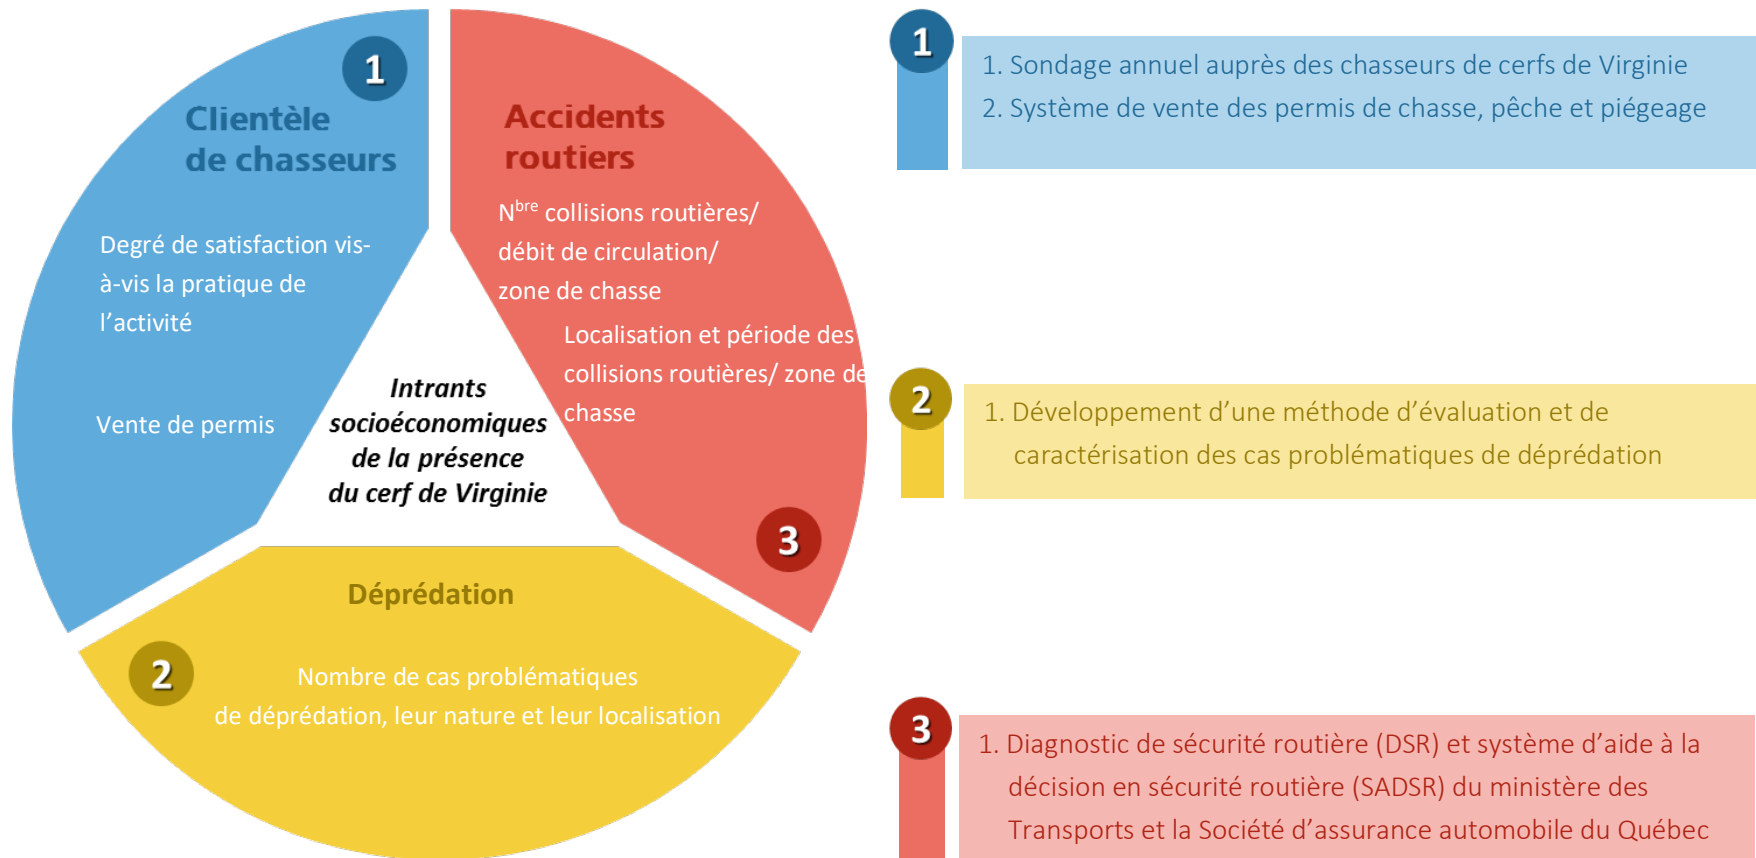 1
Clientèle
de chasseurs
Degré de satisfaction vis-
à-vis la pratique de
l’activité
Vente de permis
Accidents
routiers
Nbre collisions routières/
débit de circulation/
zone de chasse
Localisation et période des
collisions routières/ zone de
chasse
3
Intrants
socioéconomiques
de la présence
du cerf de Virginie
Déprédation
2
Nombre de cas problématiques
de déprédation, leur nature et leur localisation
1
1. Sondage annuel auprès des chasseurs de cerfs de Virginie
2. Système de vente des permis de chasse, pêche et piégeage
2
1. Développement d’une méthode d’évaluation et de
caractérisation des cas problématiques de déprédation
3
1. Diagnostic de sécurité routière (DSR) et système d’aide à la
décision en sécurité routière (SADSR) du ministère des
Transports et la Société d’assurance automobile du Québec